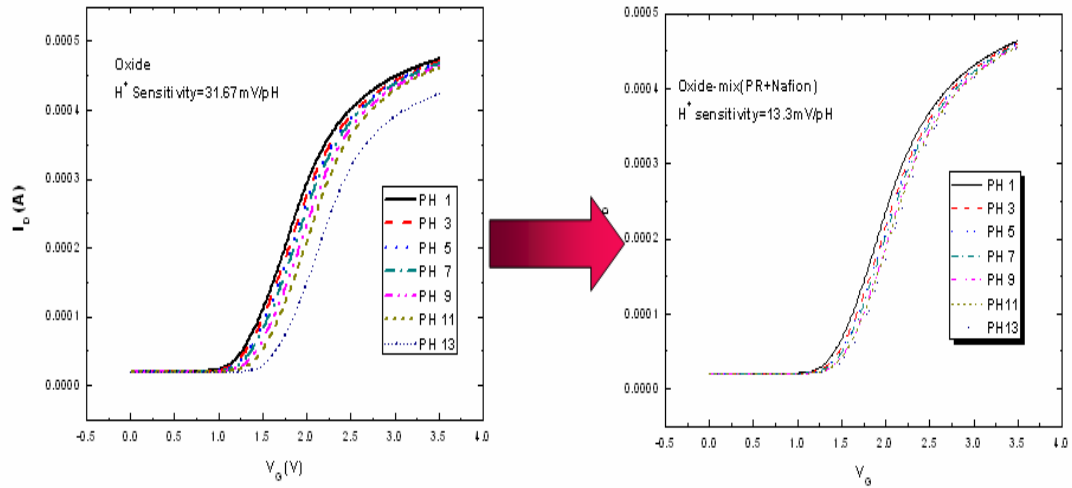 0.0005
0.0004
0.0003
0.0002
0.0001
0.0000
I_D(A)
Oxide
H⁺ Sensitivity=31.67mV/pH
PH 1
PH 3
PH 5
PH 7
PH 9
PH 11
PH 13
-0.5 0.0 0.5 1.0 1.5 2.0 2.5 3.0 3.5 4.0
V_G(V)
0.0005
0.0004
0.0003
0.0002
0.0001
0.0000
Oxide-mix(PR+Nafion)
H⁺ sensitivity=13.3mV/pH
PH 1
PH 3
PH 5
PH 7
PH 9
PH11
PH13
-0.5 0.0 0.5 1.0 1.5 2.0 2.5 3.0 3.5 4.0
V_G